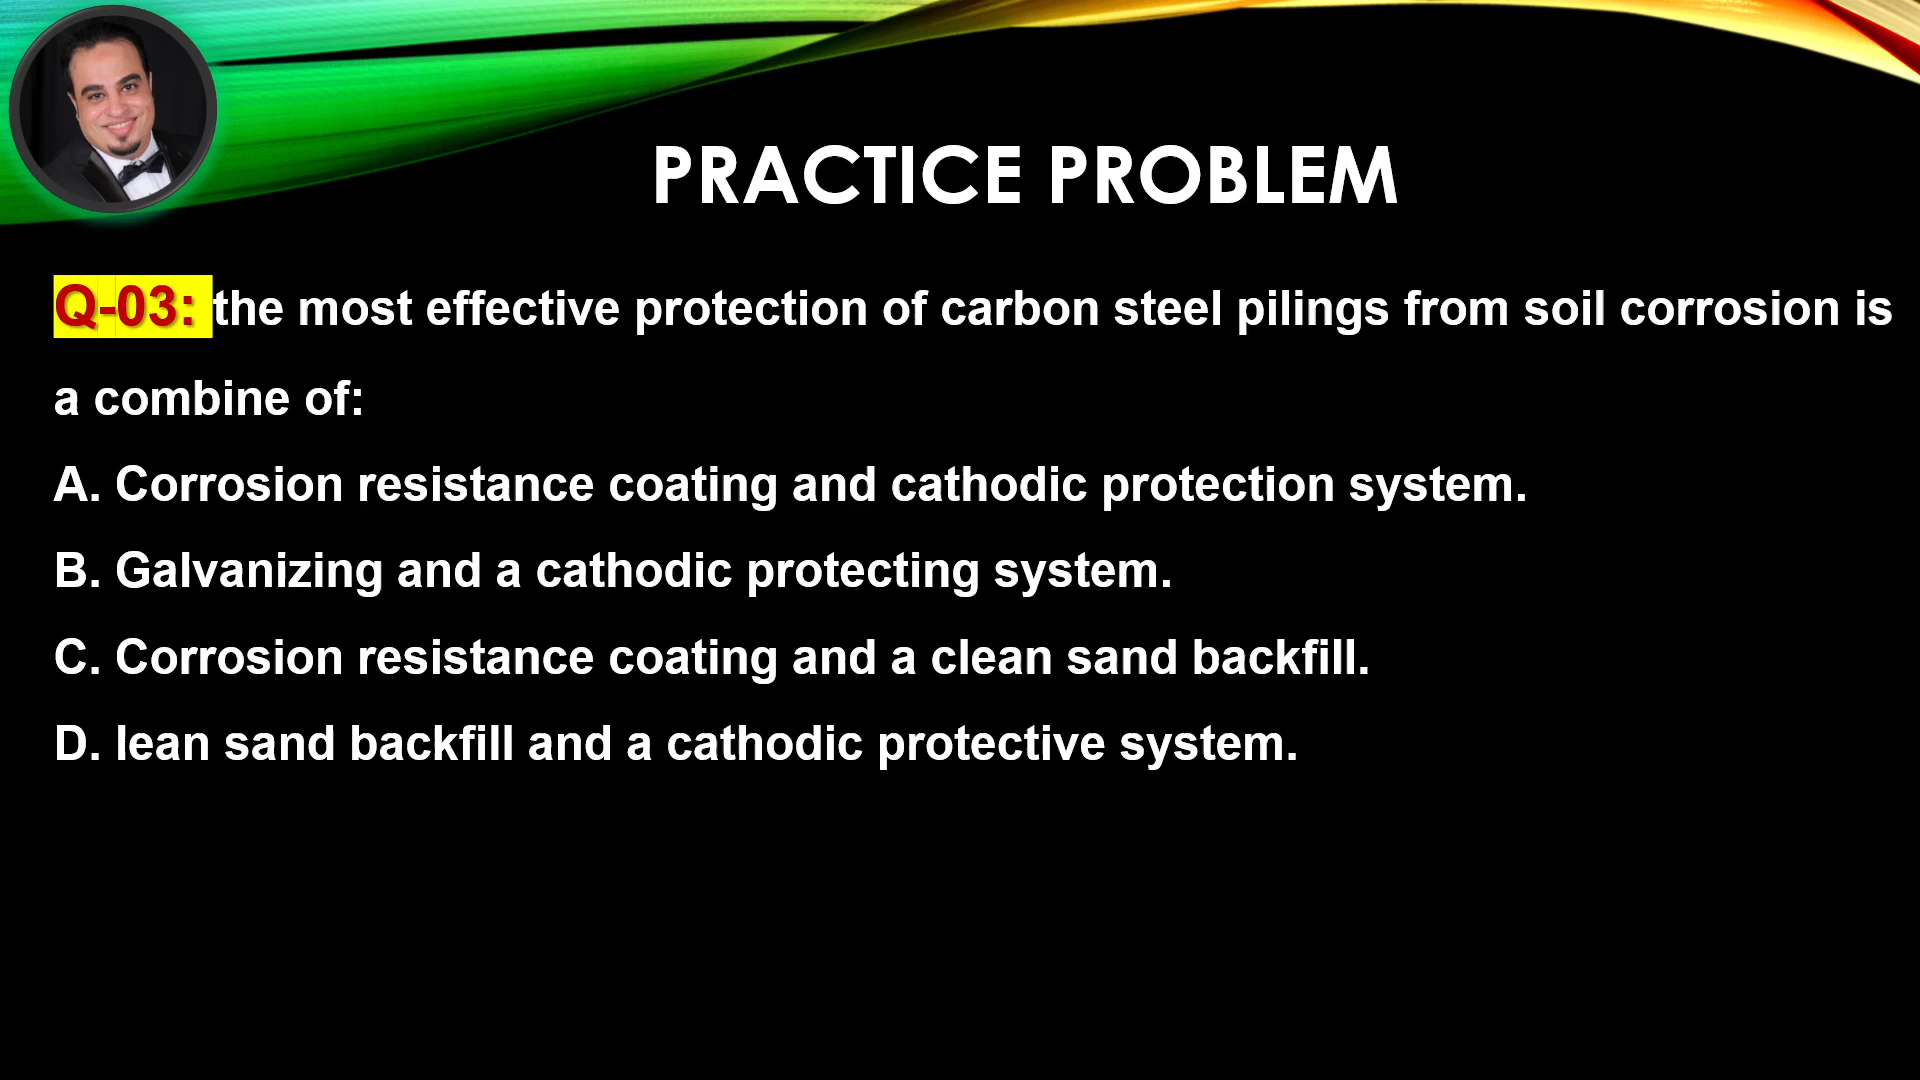 PRACTICE PROBLEM
Q-03: the most effective protection of carbon steel pilings from soil corrosion is
a combine of:
A. Corrosion resistance coating and cathodic protection system.
B. Galvanizing and a cathodic protecting system.
C. Corrosion resistance coating and a clean sand backfill.
D. lean sand backfill and a cathodic protective system.